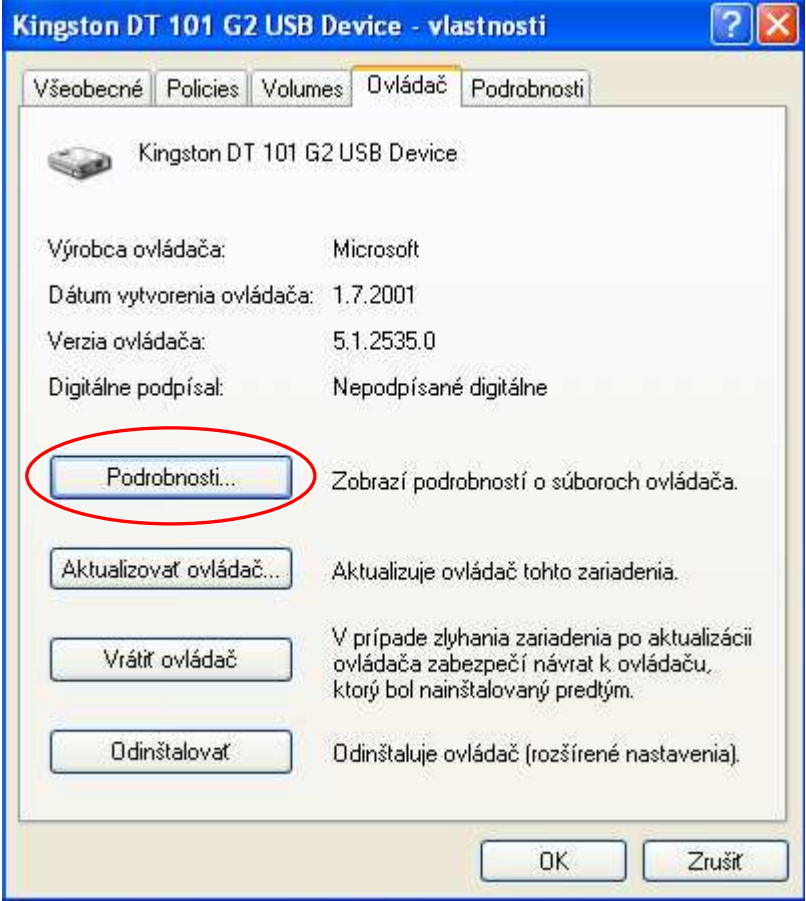 Kingston DT 101 G2 USB Device - vlastnosti
Všeobecné Policies Volumes Ovládač Podrobnosti
Kingston DT 101 G2 USB Device
Výrobca ovládača: Microsoft
Dátum vytvorenia ovládača: 1.7.2001
Verzia ovládača: 5.1.2535.0
Digitálne podpísal: Nepodpísané digitálne
Podrobnosti... Zobrazí podrobností o súboroch ovládača.
Aktualizovať ovládač... Aktualizuje ovládač tohto zariadenia.
Vrátiť ovládač
V prípade zlyhania zariadenia po aktualizácii
ovládača zabezpečí návrat k ovládaču,
ktorý bol nainštalovaný predtým.
Odinštalovať Odinštaluje ovládač (rozšírené nastavenia).
OK Zrušiť